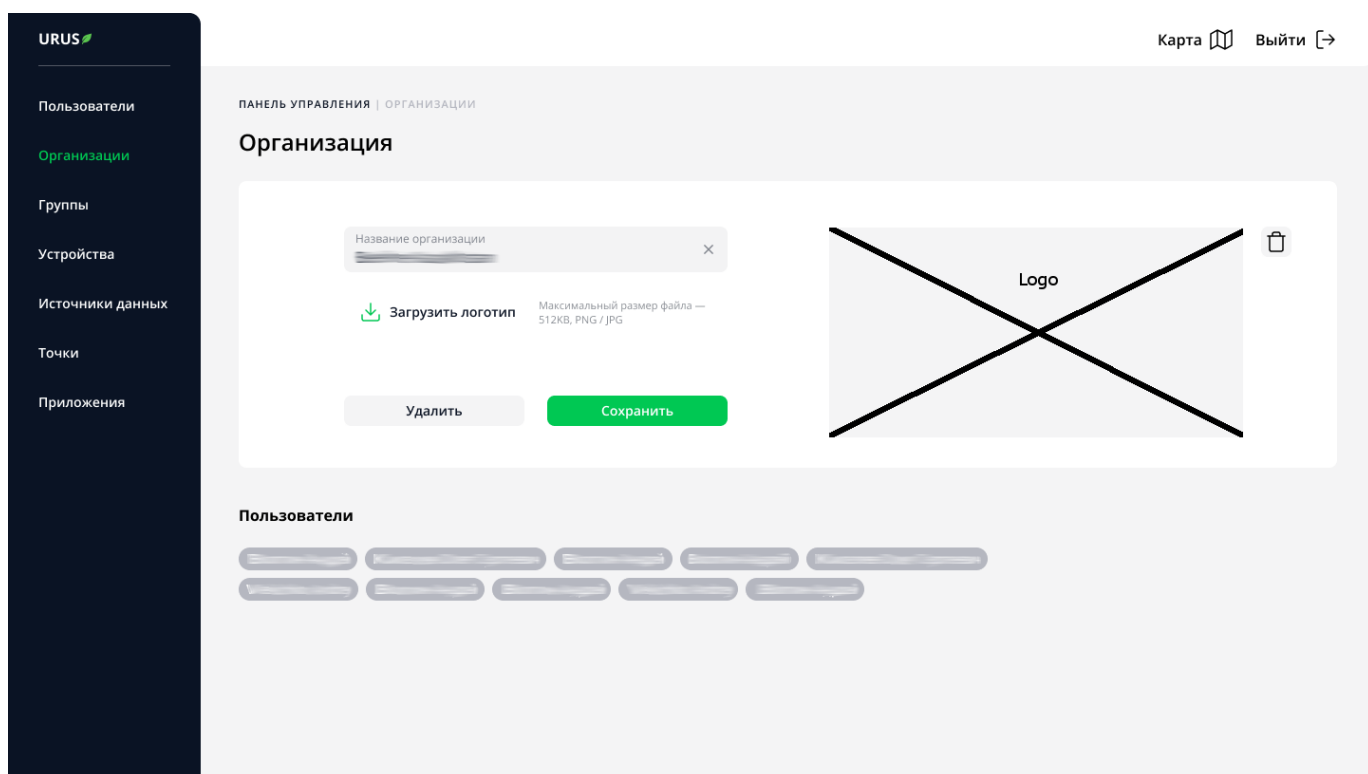 URUS
Карта
Выйти
Пользователи
Организации
Группы
Устройства
Источники данных
Точки
Приложения
ПАНЕЛЬ УПРАВЛЕНИЯ | ОРГАНИЗАЦИИ
Организация
Название организации
Загрузить логотип
Максимальный размер файла —
512KB, PNG / JPG
Удалить
Сохранить
Logo
Пользователи